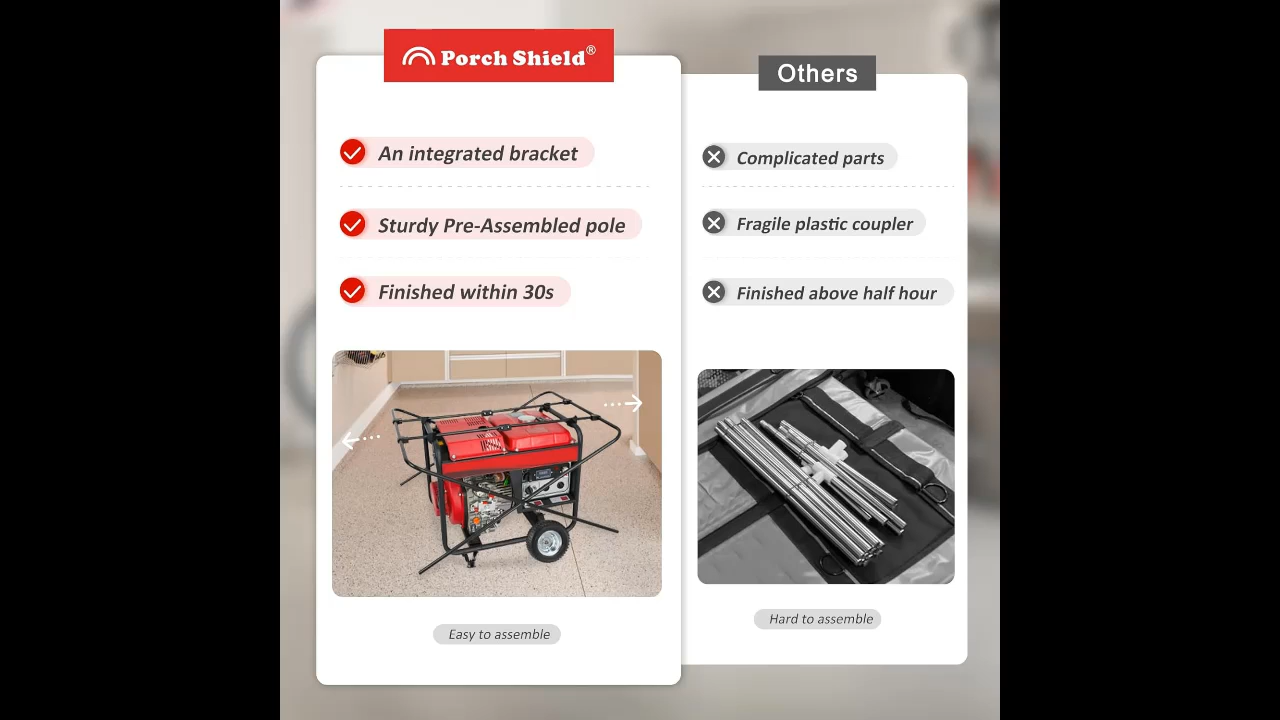 Porch Shield®
An integrated bracket
Sturdy Pre-Assembled pole
Finished within 30s
Easy to assemble
Others
Complicated parts
Fragile plastic coupler
Finished above half hour
Hard to assemble